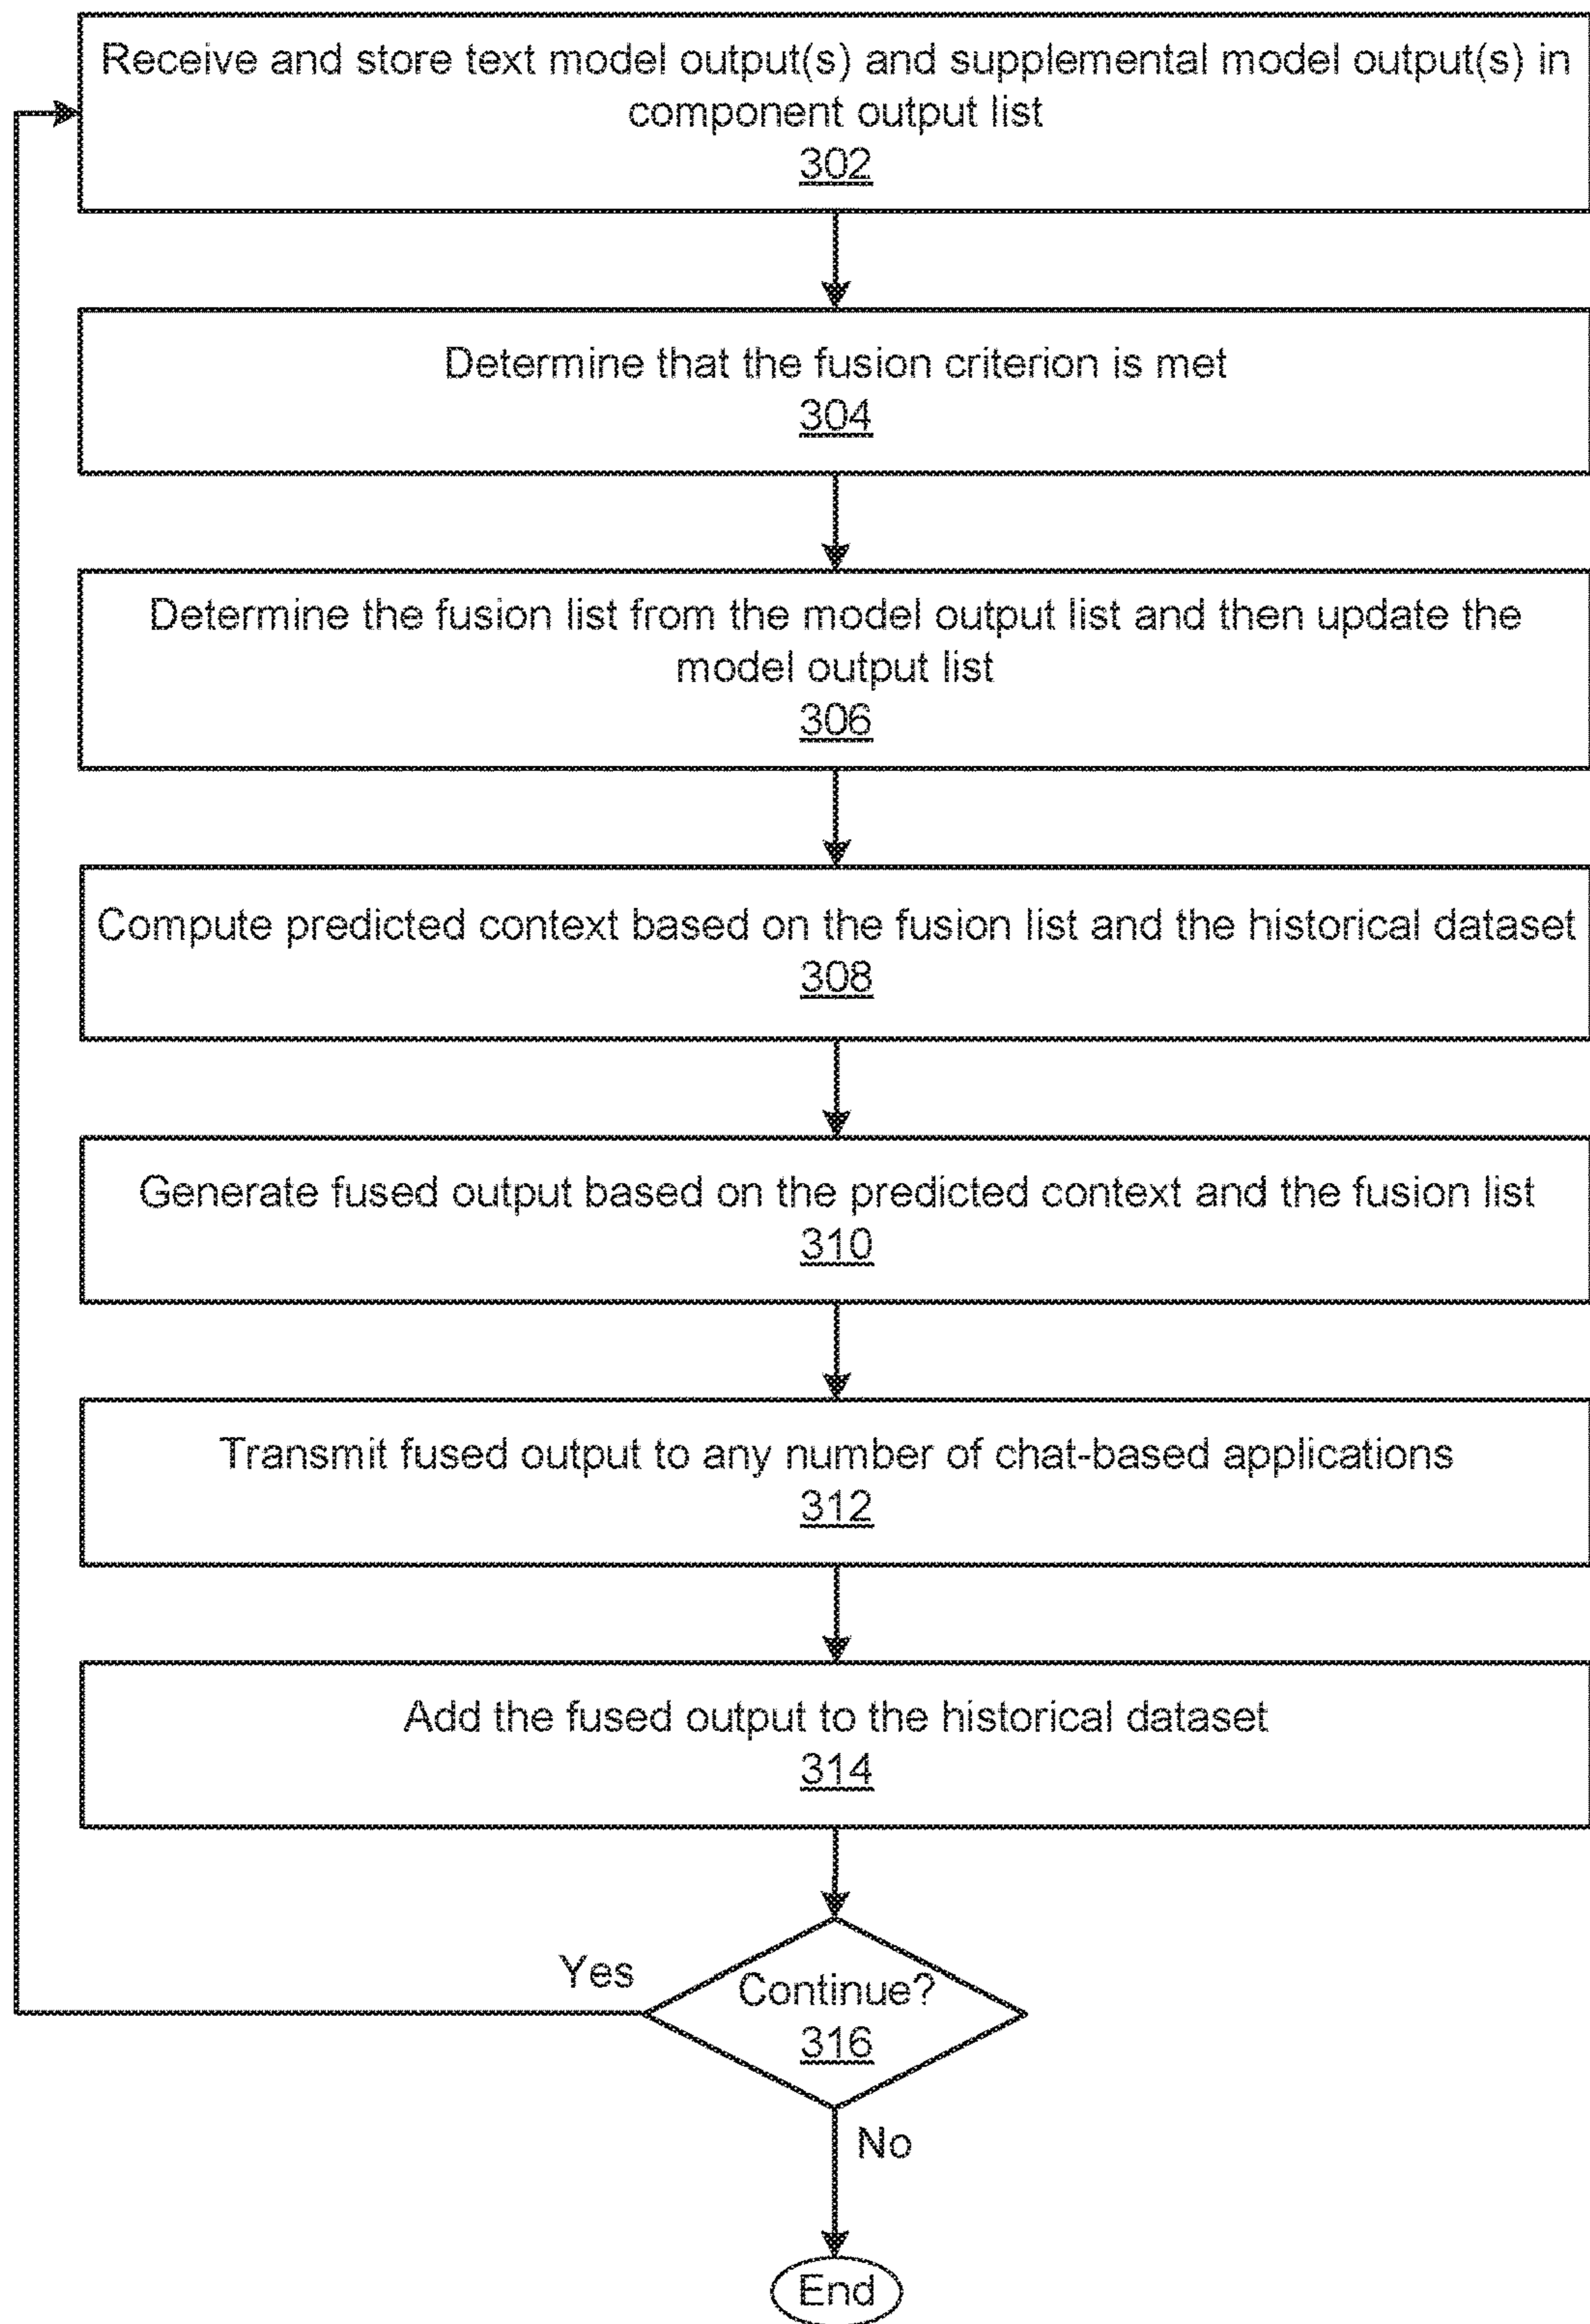 Receive and store text model output(s) and supplemental model output(s) in
component output list
302
Determine that the fusion criterion is met
304
Determine the fusion list from the model output list and then update the
model output list
306
Compute predicted context based on the fusion list and the historical dataset
308
Generate fused output based on the predicted context and the fusion list
310
Transmit fused output to any number of chat-based applications
312
Add the fused output to the historical dataset
314
Yes
Continue?
316
No
End